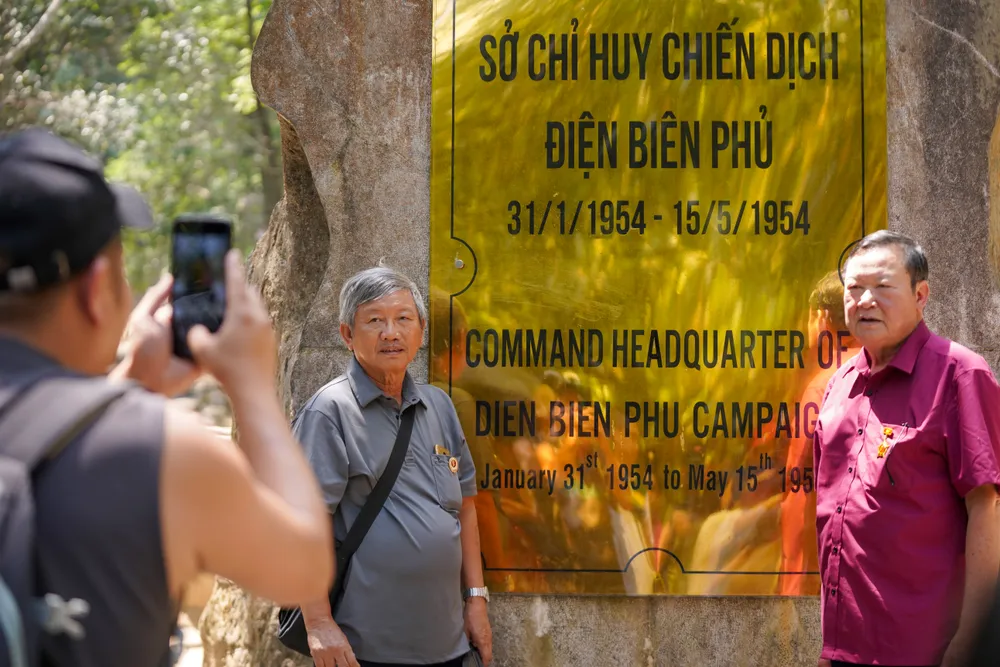 SỞ CHỈ HUY CHIẾN DỊCH
ĐIỆN BIÊN PHỦ
31/1/1954 - 15/5/1954
COMMAND HEADQUARTER OF
DIEN BIEN PHU CAMPAIG
January 31st 1954 to May 15th 195